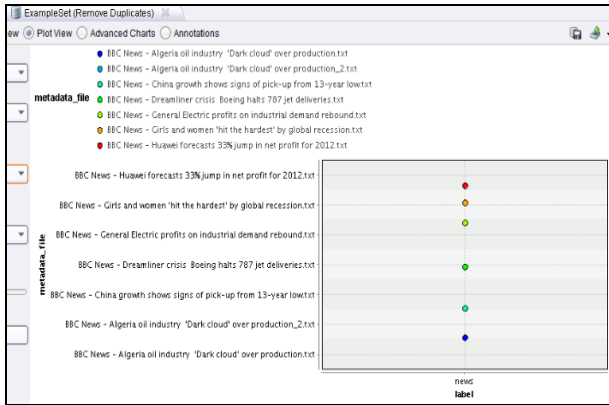 ExampleSet (Remove Duplicates)
ew Plot View Advanced Charts Annotations
metadata_file
BBC News - Algeria oil industry 'Dark cloud' over production.txt
BBC News - Algeria oil industry 'Dark cloud' over production_2.txt
BBC News - China growth shows signs of pick-up from 13-year low.txt
BBC News - Dreamliner crisis Boeing halts 787 jet deliveries.txt
BBC News - General Electric profits on industrial demand rebound.txt
BBC News - Girls and women 'hit the hardest' by global recession.txt
BBC News - Huawei forecasts 33% jump in net profit for 2012.txt
metadata_file
BBC News - Huawei forecasts 33% jump in net profit for 2012.txt
BBC News - Girls and women 'hit the hardest' by global recession.txt
BBC News - General Electric profits on industrial demand rebound.txt
BBC News - Dreamliner crisis Boeing halts 787 jet deliveries.txt
BBC News - China growth shows signs of pick-up from 13-year low.txt
BBC News - Algeria oil industry 'Dark cloud' over production_2.txt
BBC News - Algeria oil industry 'Dark cloud' over production.txt
news
label